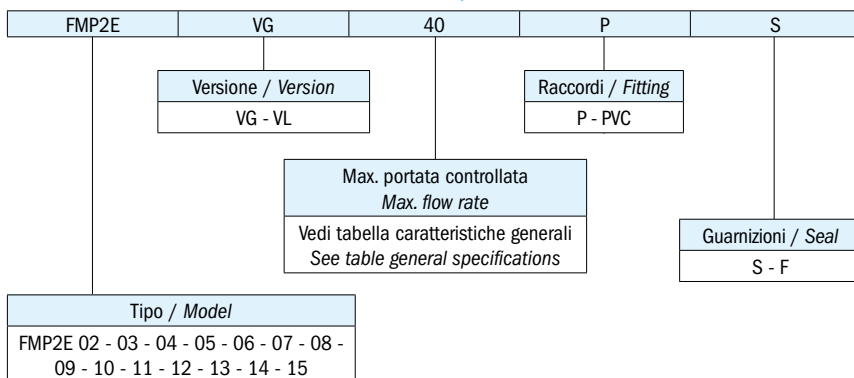 FMP2E VG 40 P S
Versione / Version
VG - VL
Raccordi / Fitting
P - PVC
Max. portata controllata
Max. flow rate
Vedi tabella caratteristiche generali
See table general specifications
Guarnizioni / Seal
S - F
Tipo / Model
FMP2E 02 - 03 - 04 - 05 - 06 - 07 - 08 -
09 - 10 - 11 - 12 - 13 - 14 - 15